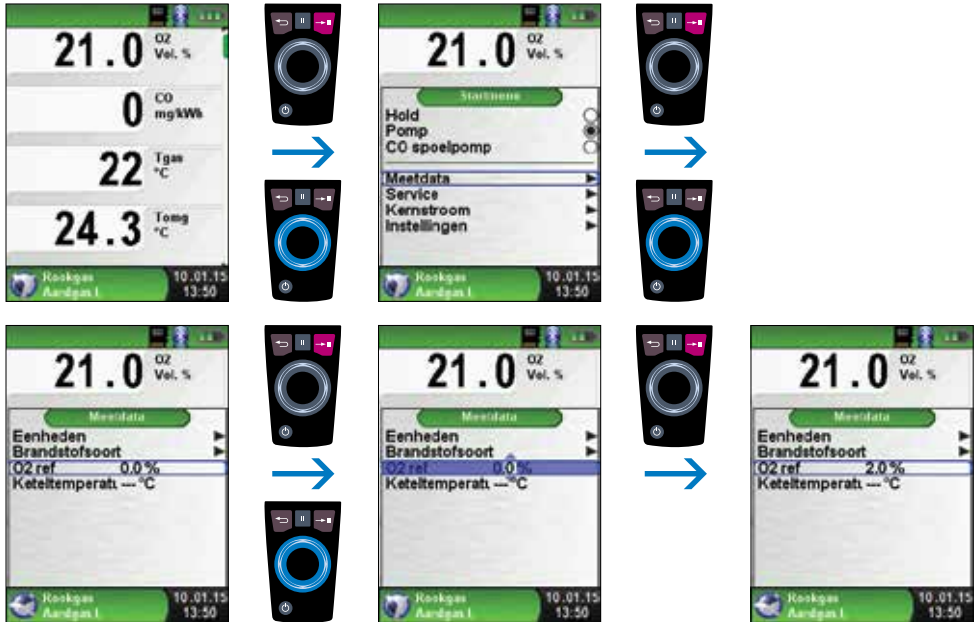 21.0 O2 Vol. %
0 CO mg/kWh
22 Tgas °C
24.3 Tomg °C
Rookgas 10.01.15
Aardgas L 13:50
21.0 O2 Vol. %
Startmenu
Hold
Pomp
CO spoelpomp
Meetdata
Service
Kernstroom
Instellingen
Rookgas 10.01.15
Aardgas L 13:50
21.0 O2 Vol. %
Meetdata
Eenheden
Brandstofsoort
O2 ref 0.0 %
Keteltemperatu --- °C
Rookgas 10.01.15
Aardgas L 13:50
21.0 O2 Vol. %
Meetdata
Eenheden
Brandstofsoort
O2 ref 0.0 %
Keteltemperatu --- °C
Rookgas 10.01.15
Aardgas L 13:50
21.0 O2 Vol. %
Meetdata
Eenheden
Brandstofsoort
O2 ref 2.0 %
Keteltemperatu --- °C
Rookgas 10.01.15
Aardgas L 13:50